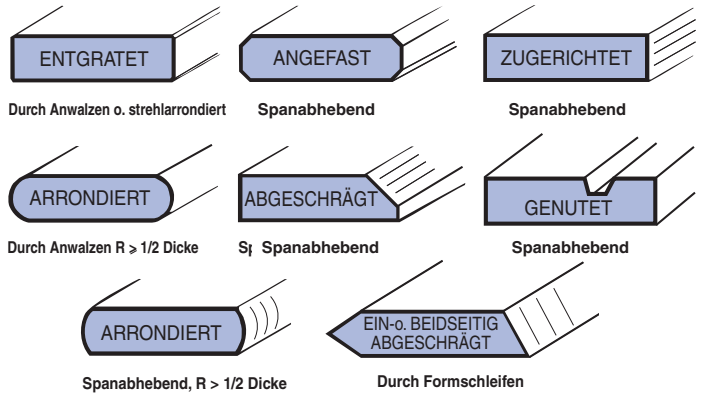 ENTGRATET
ANGEFAST
ZUGERICHTET
Durch Anwalzen o. strehlarrondiert
Spanabhebend
Spanabhebend
ARRONDIERT
ABGESCHRÄGT
GENUTET
Durch Anwalzen R ⩾ 1/2 Dicke
Spanabhebend
Spanabhebend
ARRONDIERT
EIN-o. BEIDSEITIG
ABGESCHRÄGT
Spanabhebend, R > 1/2 Dicke
Durch Formschleifen